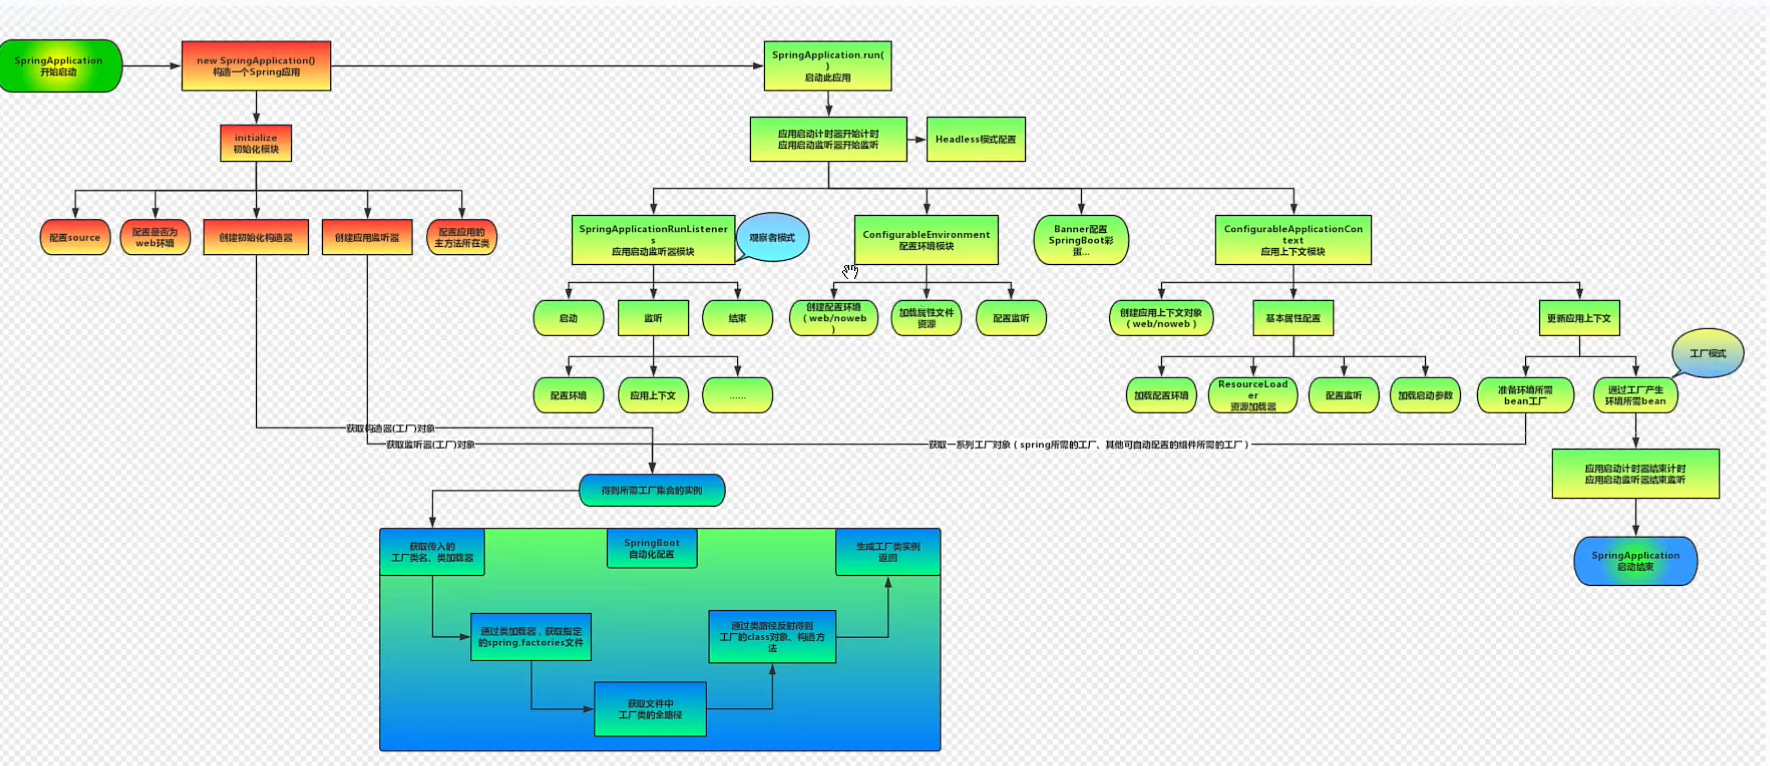 SpringApplication
开始启动
new SpringApplication()
构造一个Spring应用
SpringApplication.run(
)
启动此应用
initialize
初始化模块
应用启动计时器开始计时
应用启动监听器开始监听
Headless模式配置
配置source
配置是否为
web环境
创建初始化构造器
创建应用监听器
配置应用的
主方法所在类
SpringApplicationRunListener
s
应用启动监听器模块
观察者模式
ConfigurableEnvironment
配置环境模块
Banner配置
SpringBoot彩
蛋...
ConfigurableApplicationCon
text
应用上下文模块
启动
监听
结束
创建配置环境
（web/noweb
）
加载属性文件
资源
配置监听
创建应用上下文对象
（web/noweb）
基本属性配置
更新应用上下文
工厂模式
配置环境
应用上下文
......
加载配置环境
ResourceLoad
er
资源加载器
配置监听
加载启动参数
准备环境所需
bean工厂
通过工厂产生
环境所需bean
获取构造器(工厂)对象
获取监听器(工厂)对象
获取一系列工厂对象（spring所需的工厂、其他可自动配置的组件所需的工厂）
应用启动计时器结束计时
应用启动监听器结束监听
得到所需工厂集合的实例
获取传入的
工厂类名、类加载器
SpringBoot
自动化配置
生成工厂类实例
返回
SpringApplication
启动结束
通过类加载器，获取指定
的spring.factories文件
通过类路径反射得到
工厂的class对象、构造方
法
获取文件中
工厂类的全路径